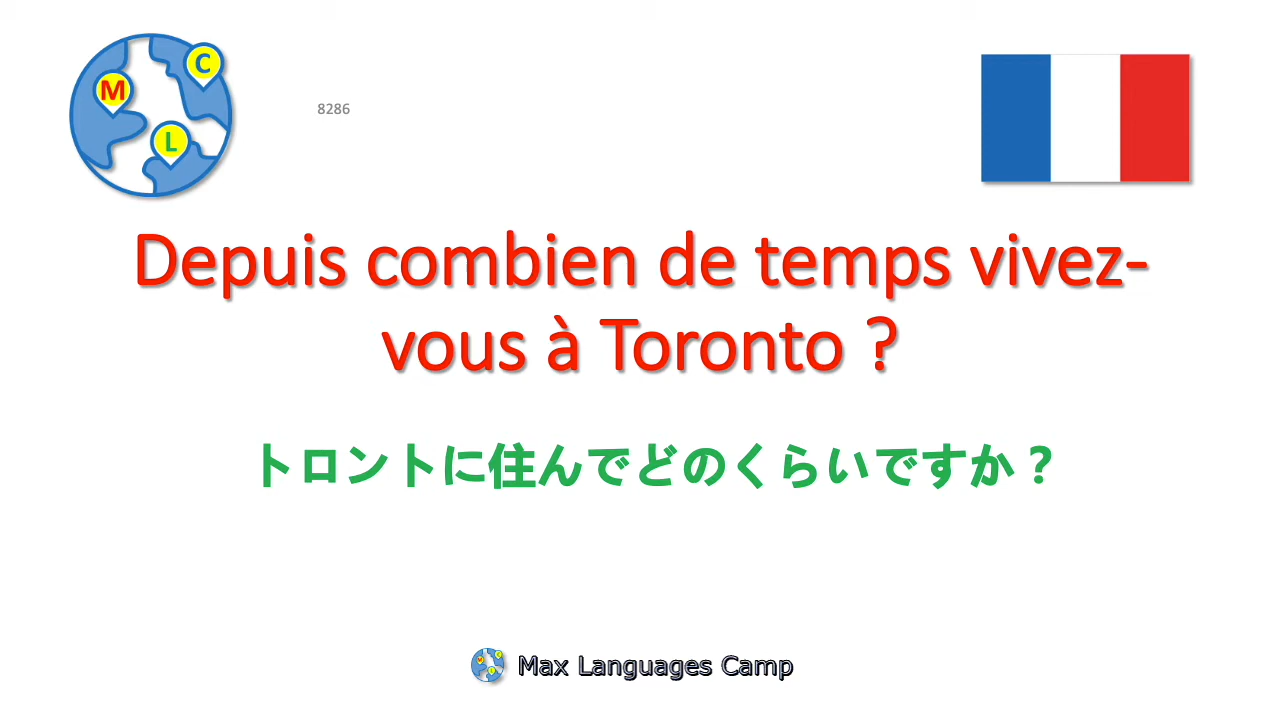 M
C
L
8286
Depuis combien de temps vivez-
vous à Toronto ?
トロントに住んでどのくらいですか？
Max Languages Camp